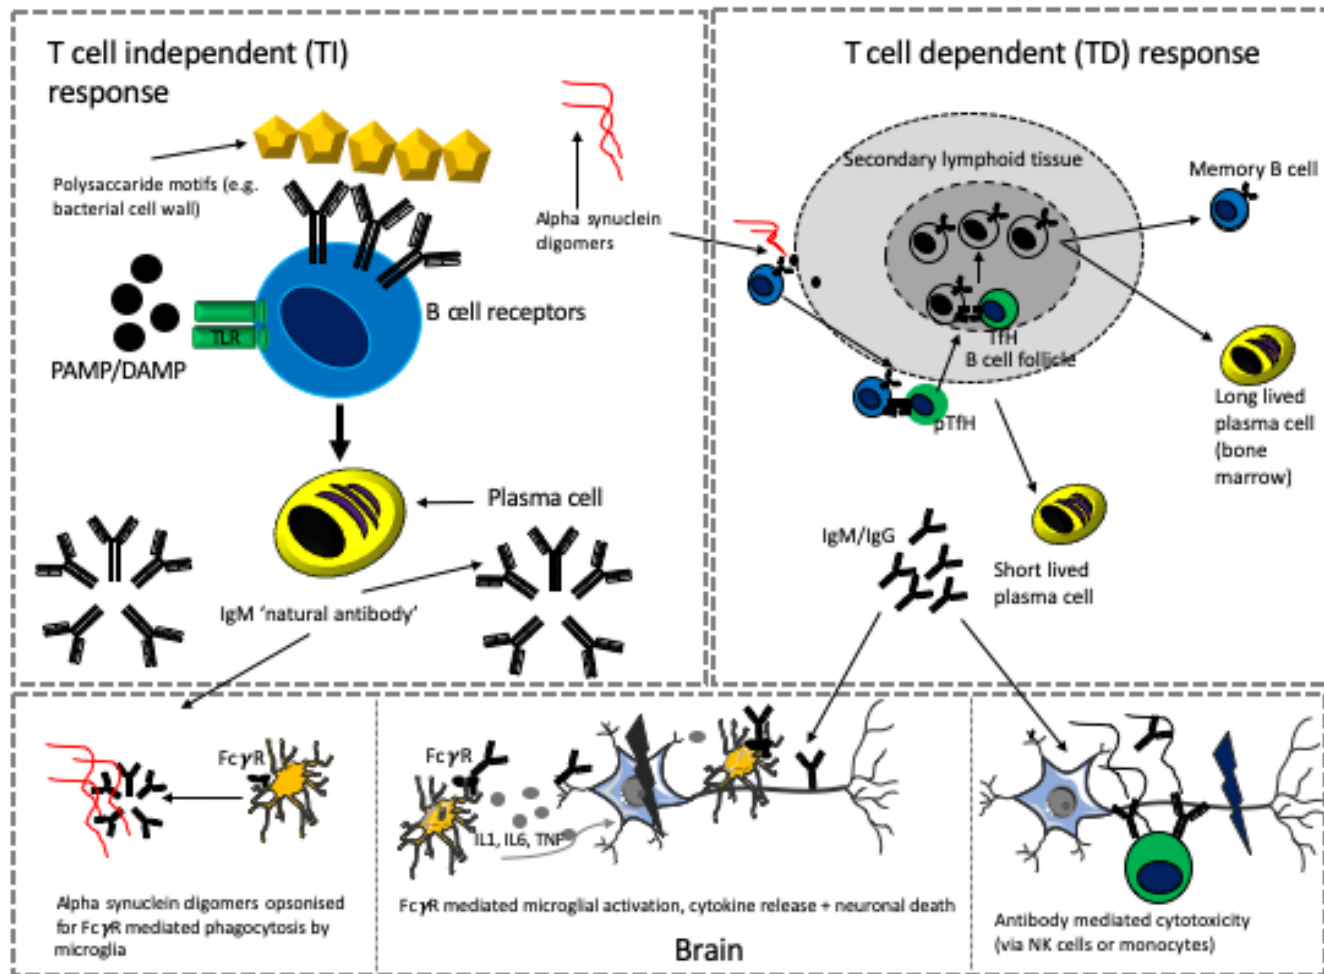 T cell independent (TI)
response
Polysaccaride motifs (e.g.
bacterial cell wall)
Alpha synuclein
digomers
PAMP/DAMP
TLR
B cell receptors
Plasma cell
IgM ‘natural antibody’
T cell dependent (TD) response
Secondary lymphoid tissue
Memory B cell
TfH
B cell follicle
pTfH
Long lived
plasma cell
(bone
marrow)
IgM/IgG
Short lived
plasma cell
FcγR
Alpha synuclein digomers opsonised
for FcγR mediated phagocytosis by
microglia
FcγR
IL1, IL6, TNF
FcγR mediated microglial activation, cytokine release + neuronal death
Brain
Antibody mediated cytotoxicity
(via NK cells or monocytes)